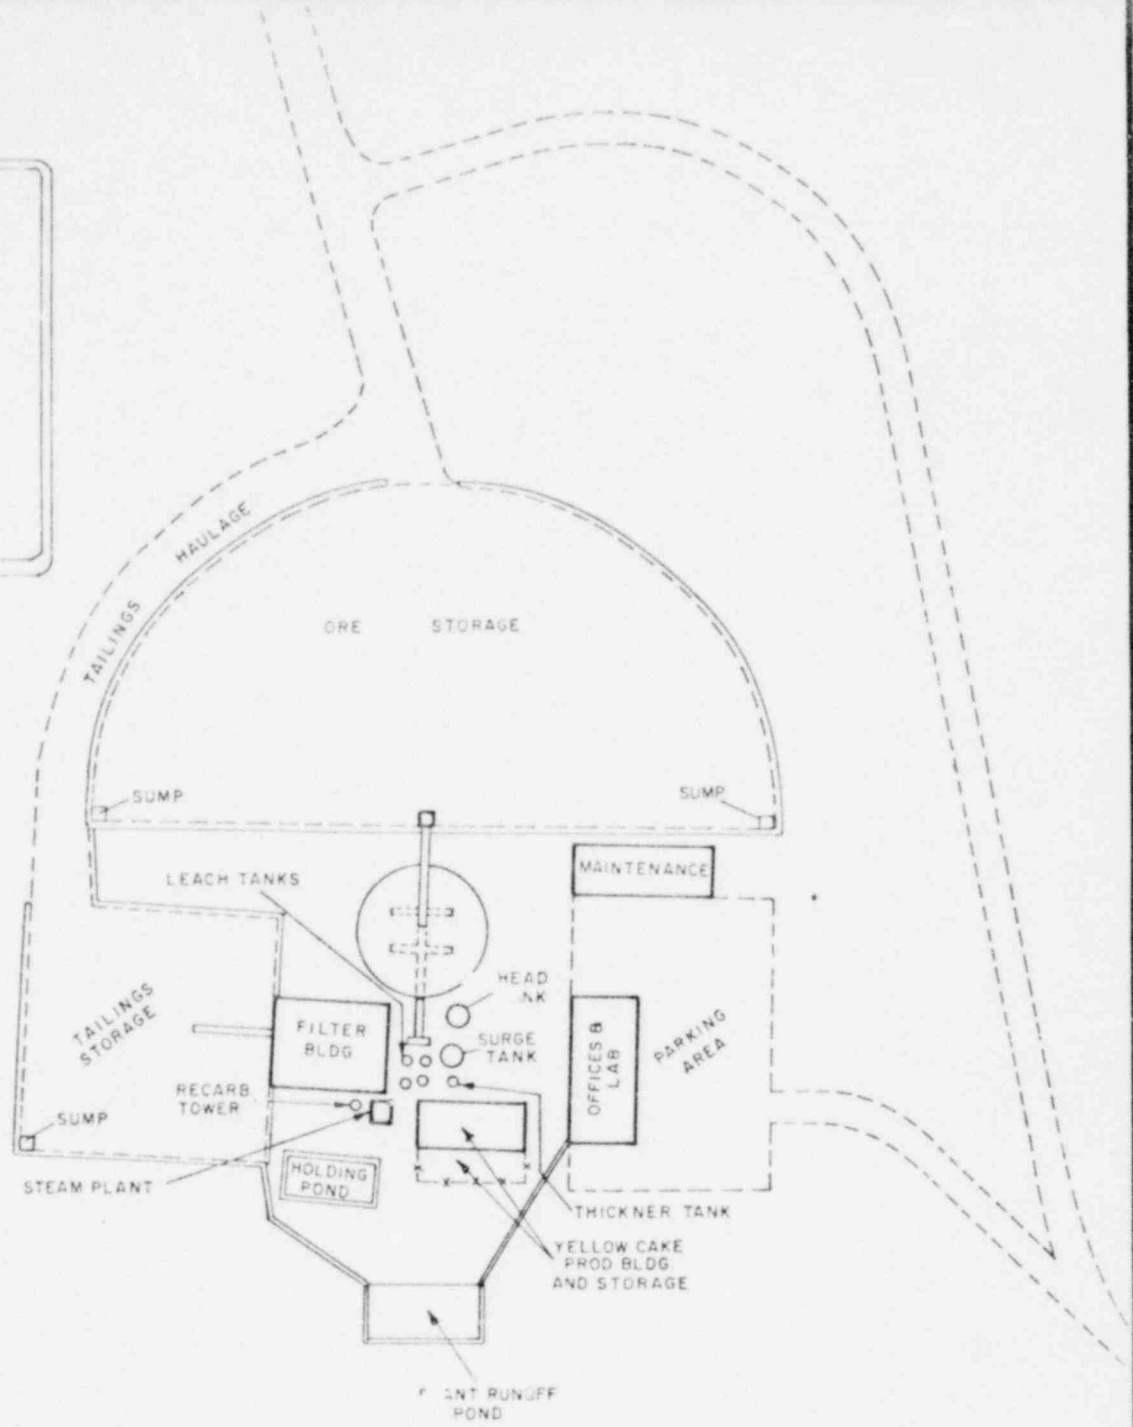 HAULAGE
TAILINGS
ORE STORAGE
SUMP
SUMP
MAINTENANCE
LEACH TANKS
HEAD
TAILINGS
STORAGE
FILTER
BLDG
SURGE
TANK
OFFICES &
LAB
PARKING
AREA
RECARB.
TOWER
SUMP
STEAM PLANT
HOLDING
POND
THICKNER TANK
YELLOW CAKE
PROD BLDG
AND STORAGE
RUNOFF
POND